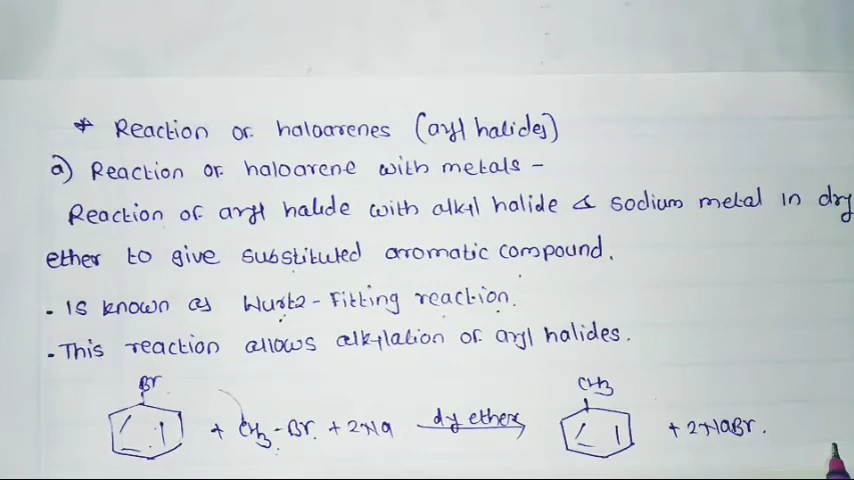 * Reaction of haloarenes (aryl halides)
a) Reaction of haloarene with metals -
Reaction of aryl halide with alkyl halide & sodium metal in dry
ether to give substituted aromatic compound.
. Is known as Wurtz - Fitting reaction.
. This reaction allows alkylation of aryl halides.
Br CH3
+ CH3 - Br + 2Na dry ether + 2NaBr.